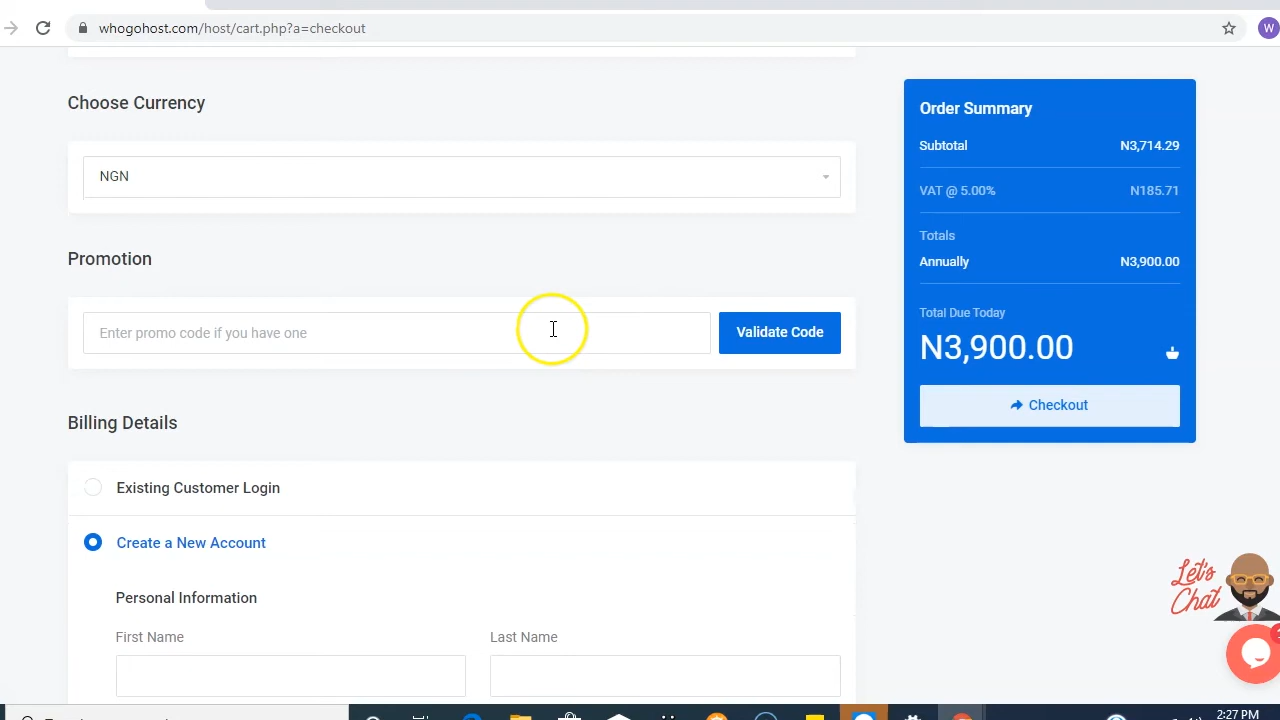 whogohost.com/host/cart.php?a=checkout
W
Choose Currency
NGN
Promotion
Enter promo code if you have one
Validate Code
Billing Details
Existing Customer Login
Create a New Account
Personal Information
First Name
Last Name
Order Summary
Subtotal
N3,714.29
VAT @ 5.00%
N185.71
Totals
Annually
N3,900.00
Total Due Today
N3,900.00
Checkout
Let's
Chat
2:27 PM